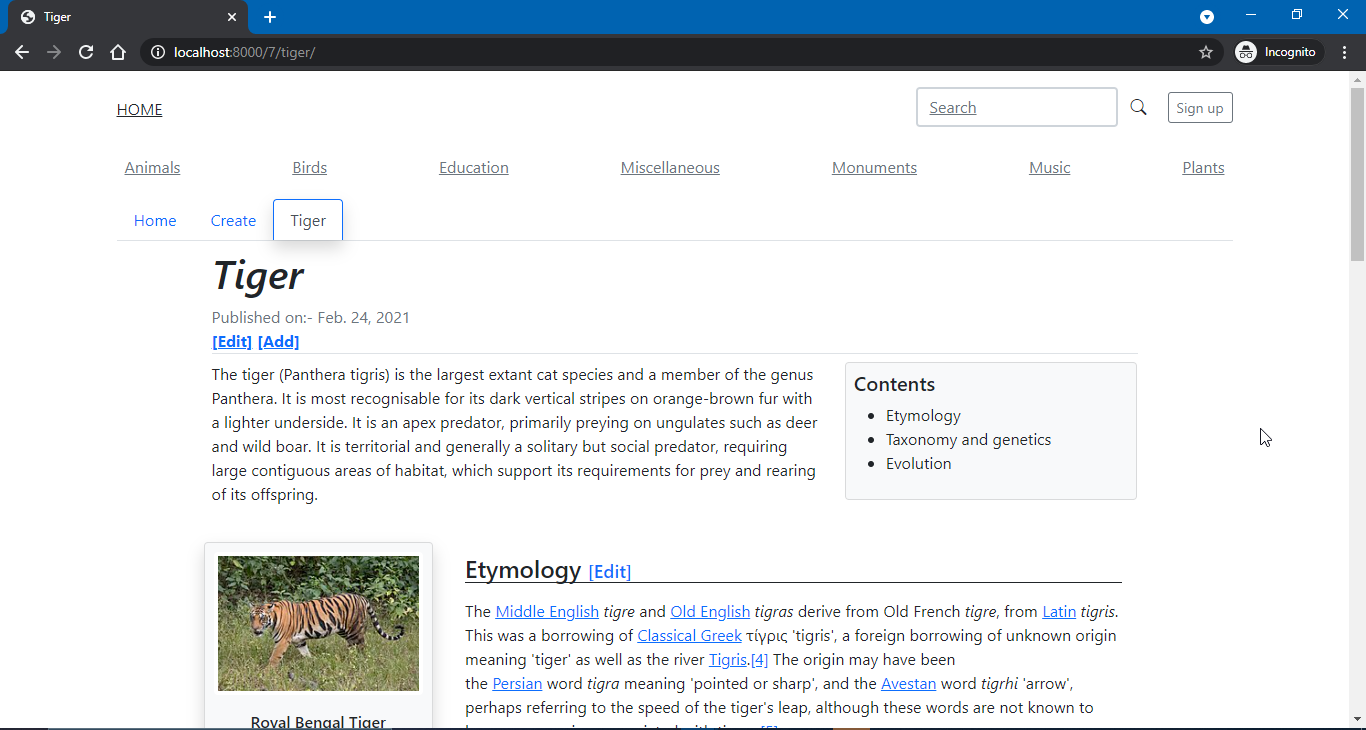 Tiger
localhost:8000/7/tiger/
Incognito
HOME
Search
Sign up
Animals Birds Education Miscellaneous Monuments Music Plants
Home Create Tiger
Tiger
Published on:- Feb. 24, 2021
[Edit] [Add]
The tiger (Panthera tigris) is the largest extant cat species and a member of the genus
Panthera. It is most recognisable for its dark vertical stripes on orange-brown fur with
a lighter underside. It is an apex predator, primarily preying on ungulates such as deer
and wild boar. It is territorial and generally a solitary but social predator, requiring
large contiguous areas of habitat, which support its requirements for prey and rearing
of its offspring.
Contents
Etymology
Taxonomy and genetics
Evolution
Royal Bengal Tiger
Etymology [Edit]
The Middle English tigre and Old English tigras derive from Old French tigre, from Latin tigris.
This was a borrowing of Classical Greek τίγρις 'tigris', a foreign borrowing of unknown origin
meaning 'tiger' as well as the river Tigris.[4] The origin may have been
the Persian word tigra meaning 'pointed or sharp', and the Avestan word tigrhi 'arrow',
perhaps referring to the speed of the tiger's leap, although these words are not known to